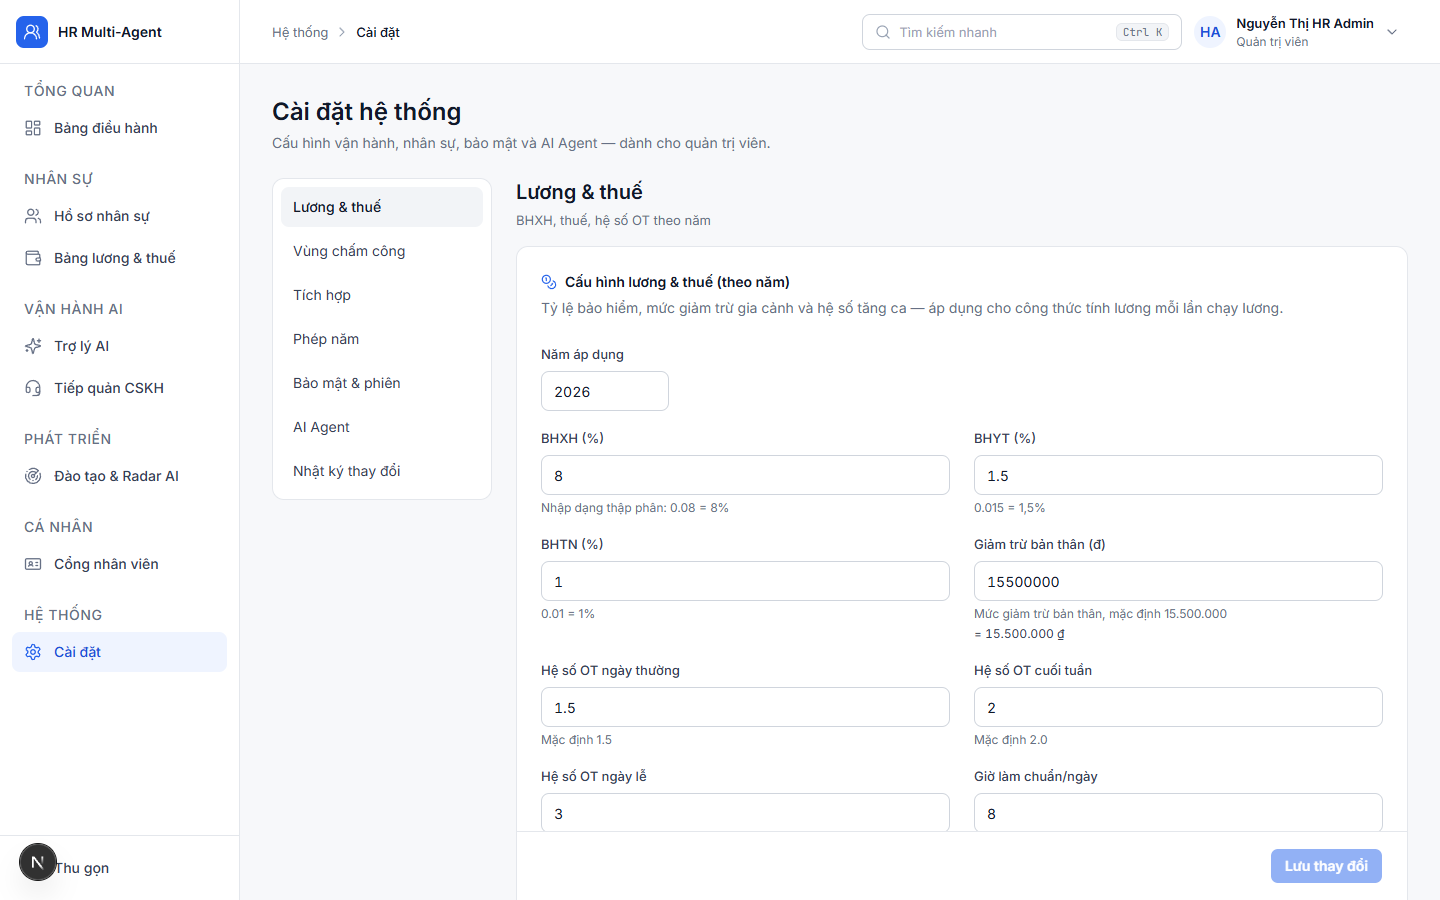 HR Multi-Agent
Hệ thống > Cài đặt
Tìm kiếm nhanh
Ctrl K
HA
Nguyễn Thị HR Admin
Quản trị viên
TỔNG QUAN
Bảng điều hành
NHÂN SỰ
Hồ sơ nhân sự
Bảng lương & thuế
VẬN HÀNH AI
Trợ lý AI
Tiếp quản CSKH
PHÁT TRIỂN
Đào tạo & Radar AI
CÁ NHÂN
Cổng nhân viên
HỆ THỐNG
Cài đặt
N
Thu gọn
Cài đặt hệ thống
Cấu hình vận hành, nhân sự, bảo mật và AI Agent — dành cho quản trị viên.
Lương & thuế
Vùng chấm công
Tích hợp
Phép năm
Bảo mật & phiên
AI Agent
Nhật ký thay đổi
Lương & thuế
BHXH, thuế, hệ số OT theo năm
Cấu hình lương & thuế (theo năm)
Tỷ lệ bảo hiểm, mức giảm trừ gia cảnh và hệ số tăng ca — áp dụng cho công thức tính lương mỗi lần chạy lương.
Năm áp dụng
2026
BHXH (%)
8
Nhập dạng thập phân: 0.08 = 8%
BHYT (%)
1.5
0.015 = 1,5%
BHTN (%)
1
0.01 = 1%
Giảm trừ bản thân (đ)
15500000
Mức giảm trừ bản thân, mặc định 15.500.000
= 15.500.000 ₫
Hệ số OT ngày thường
1.5
Mặc định 1.5
Hệ số OT cuối tuần
2
Mặc định 2.0
Hệ số OT ngày lễ
3
Giờ làm chuẩn/ngày
8
Lưu thay đổi